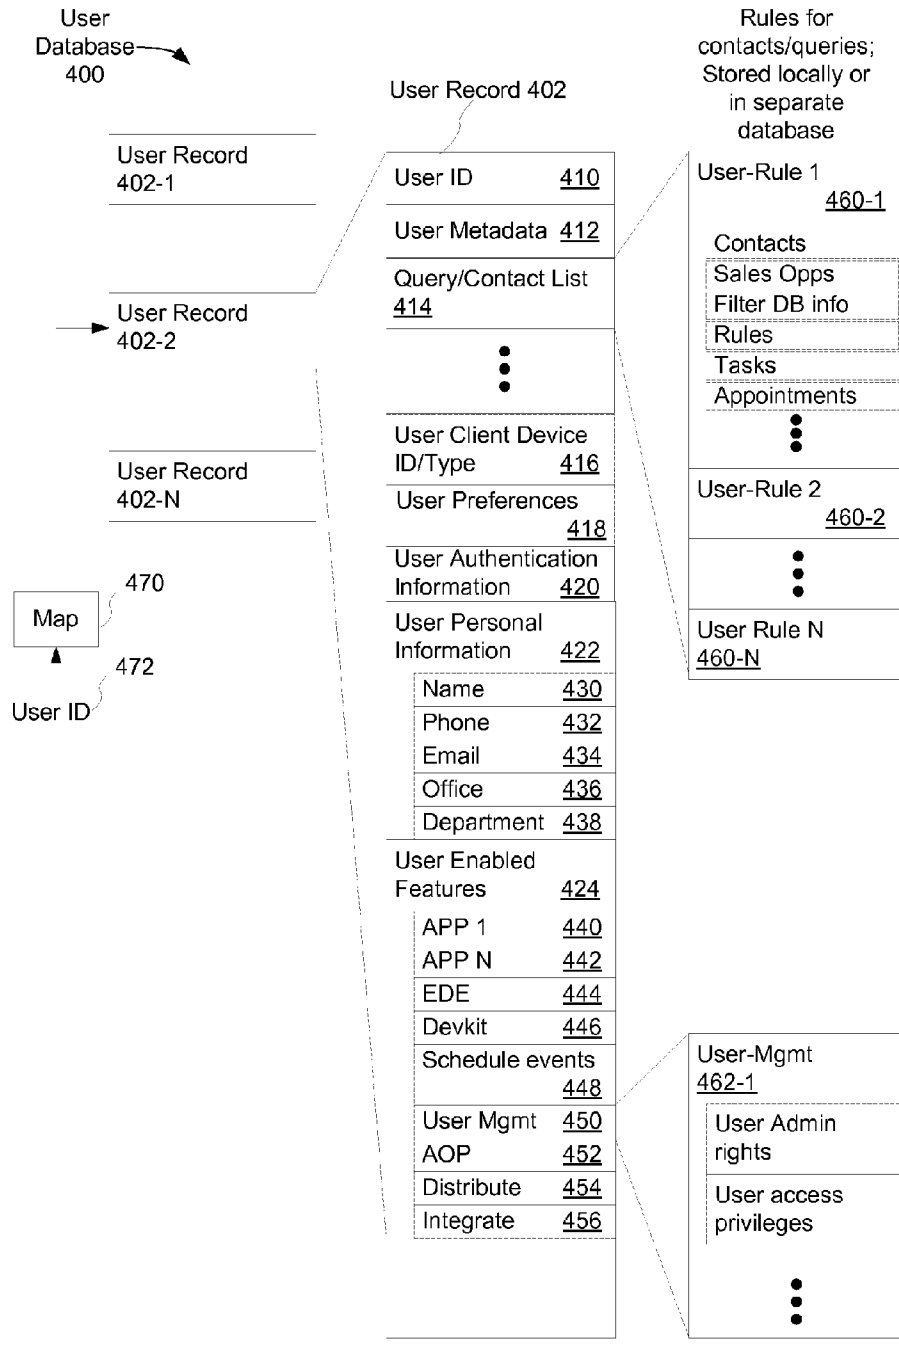 User
Database
400
User Record
402-1
User Record
402-2
User Record
402-N
470
Map
472
User ID
User Record 402
User ID 410
User Metadata 412
Query/Contact List
414
User Client Device
ID/Type 416
User Preferences
418
User Authentication
Information 420
User Personal
Information 422
Name 430
Phone 432
Email 434
Office 436
Department 438
User Enabled
Features 424
APP 1 440
APP N 442
EDE 444
Devkit 446
Schedule events
448
User Mgmt 450
AOP 452
Distribute 454
Integrate 456
Rules for
contacts/queries;
Stored locally or
in separate
database
User-Rule 1
460-1
Contacts
Sales Opps
Filter DB info
Rules
Tasks
Appointments
User-Rule 2
460-2
User Rule N
460-N
User-Mgmt
462-1
User Admin
rights
User access
privileges